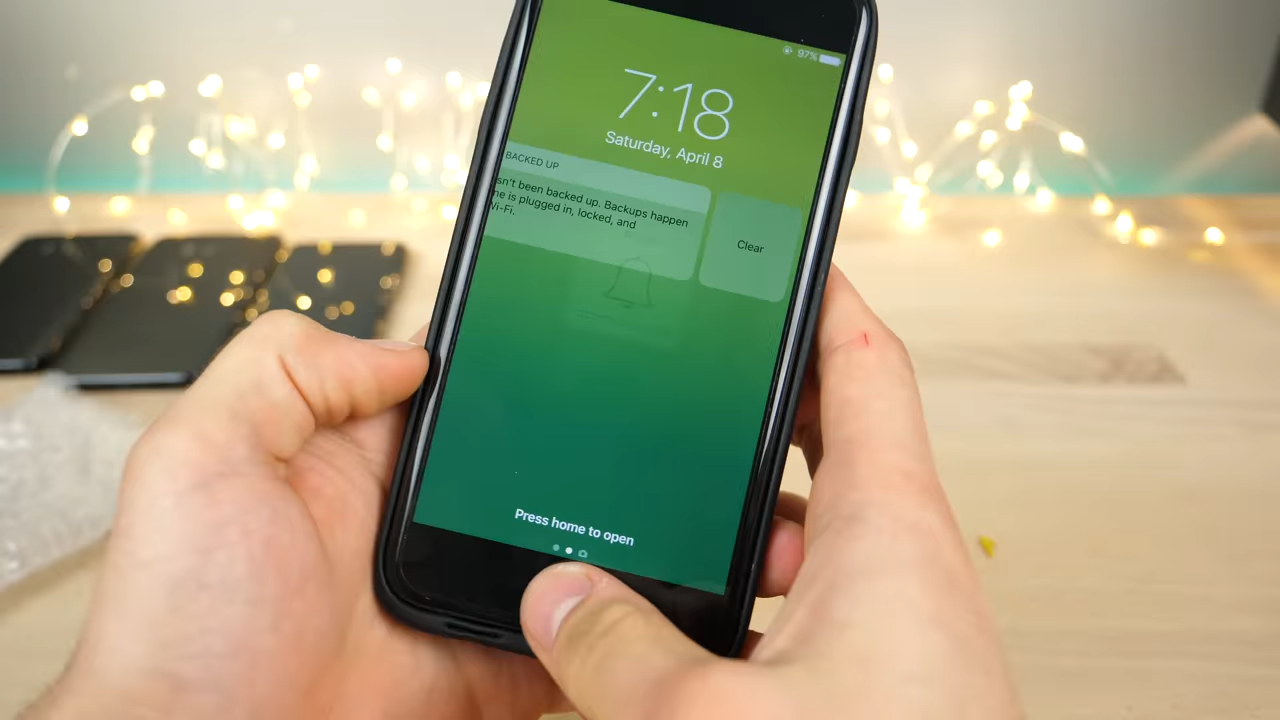 97%
7:18
Saturday, April 8
BACKED UP
sn't been backed up. Backups happen
ne is plugged in, locked, and
Wi-Fi.
Clear
Press home to open